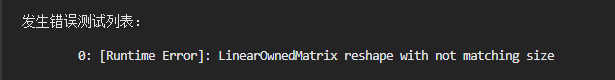 发生错误测试列表:
0: [Runtime Error]: LinearOwnedMatrix reshape with not matching size